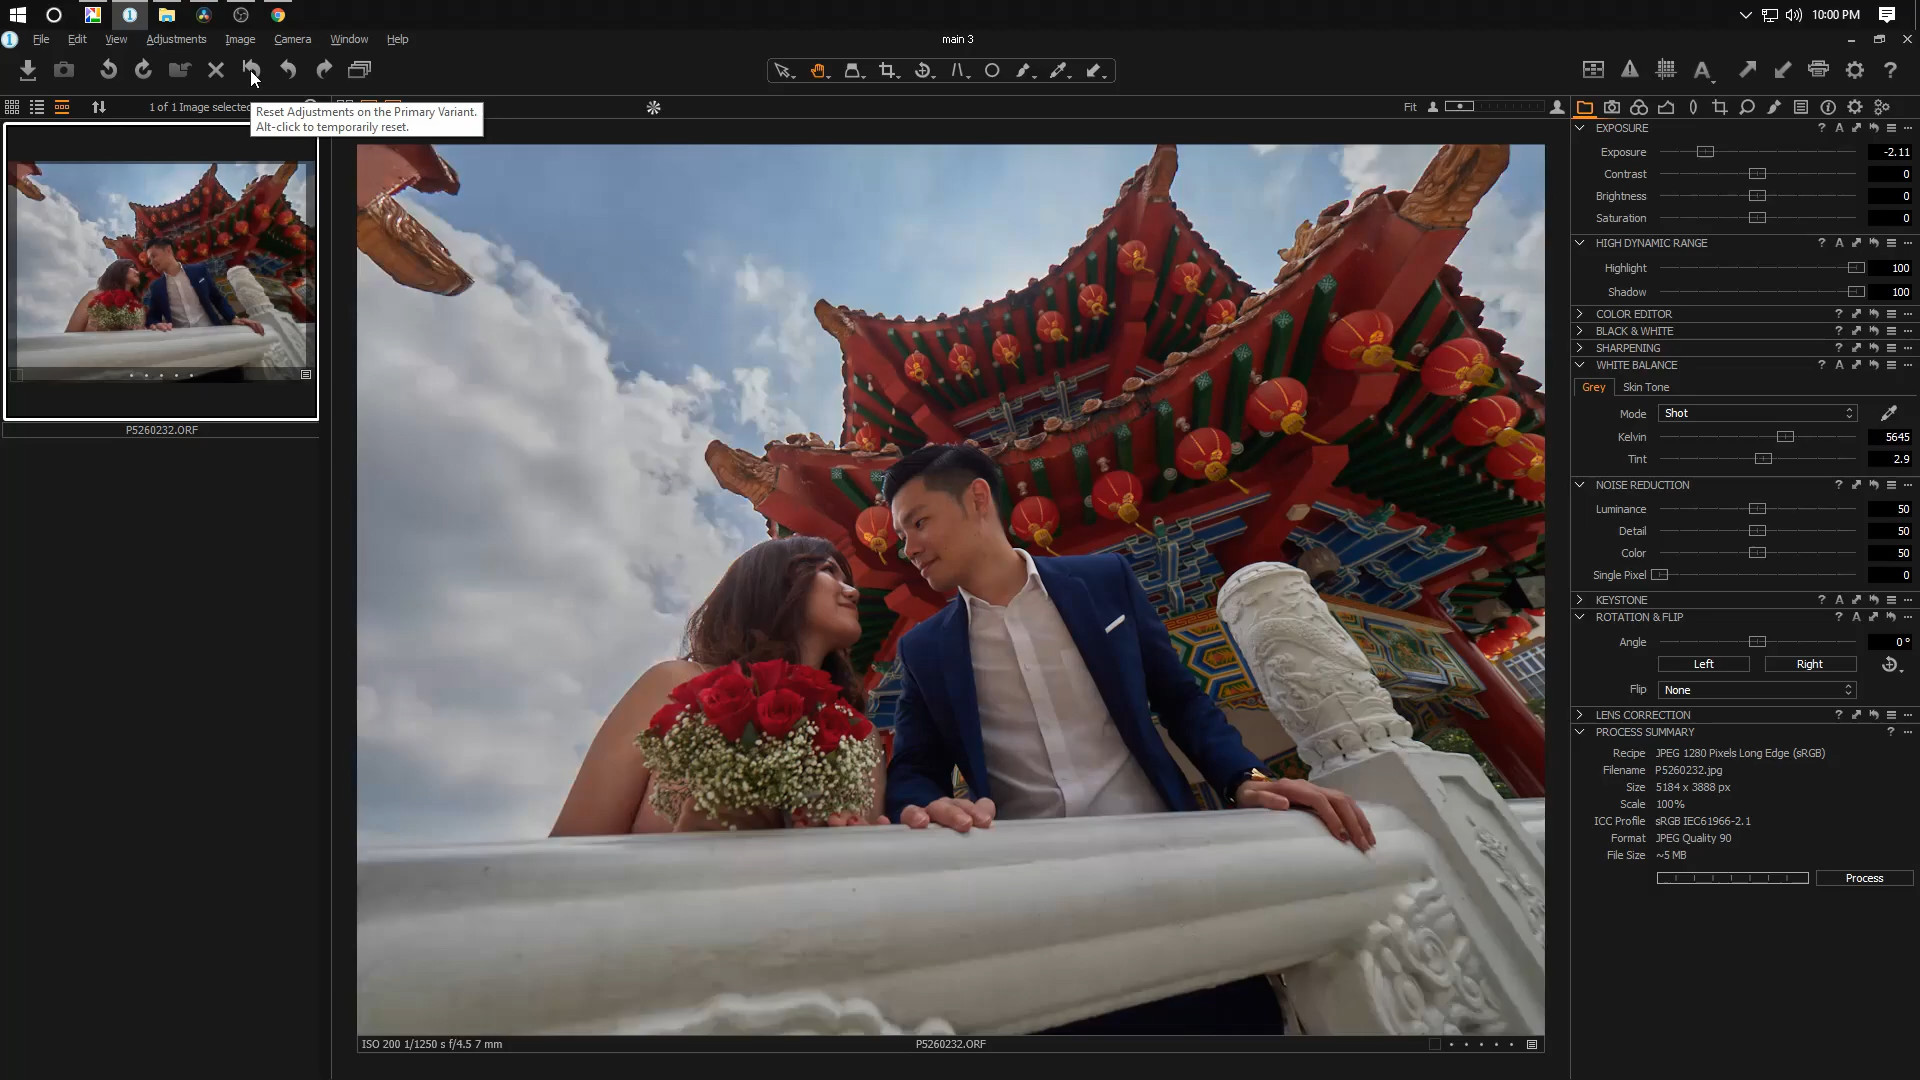 10:00 PM
File Edit View Adjustments Image Camera Window Help
main 3
1 of 1 Image selected
Reset Adjustments on the Primary Variant.
Alt-click to temporarily reset.
Fit
P5260232.ORF
ISO 200 1/1250 s f/4.5 7 mm
P5260232.ORF
EXPOSURE
Exposure -2.11
Contrast 0
Brightness 0
Saturation 0
HIGH DYNAMIC RANGE
Highlight 100
Shadow 100
COLOR EDITOR
BLACK & WHITE
SHARPENING
WHITE BALANCE
Grey Skin Tone
Mode Shot
Kelvin 5645
Tint 2.9
NOISE REDUCTION
Luminance 50
Detail 50
Color 50
Single Pixel 0
KEYSTONE
ROTATION & FLIP
Angle 0°
Left Right
Flip None
LENS CORRECTION
PROCESS SUMMARY
Recipe JPEG 1280 Pixels Long Edge (sRGB)
Filename P5260232.jpg
Size 5184 x 3888 px
Scale 100%
ICC Profile sRGB IEC61966-2.1
Format JPEG Quality 90
File Size ~5 MB
Process